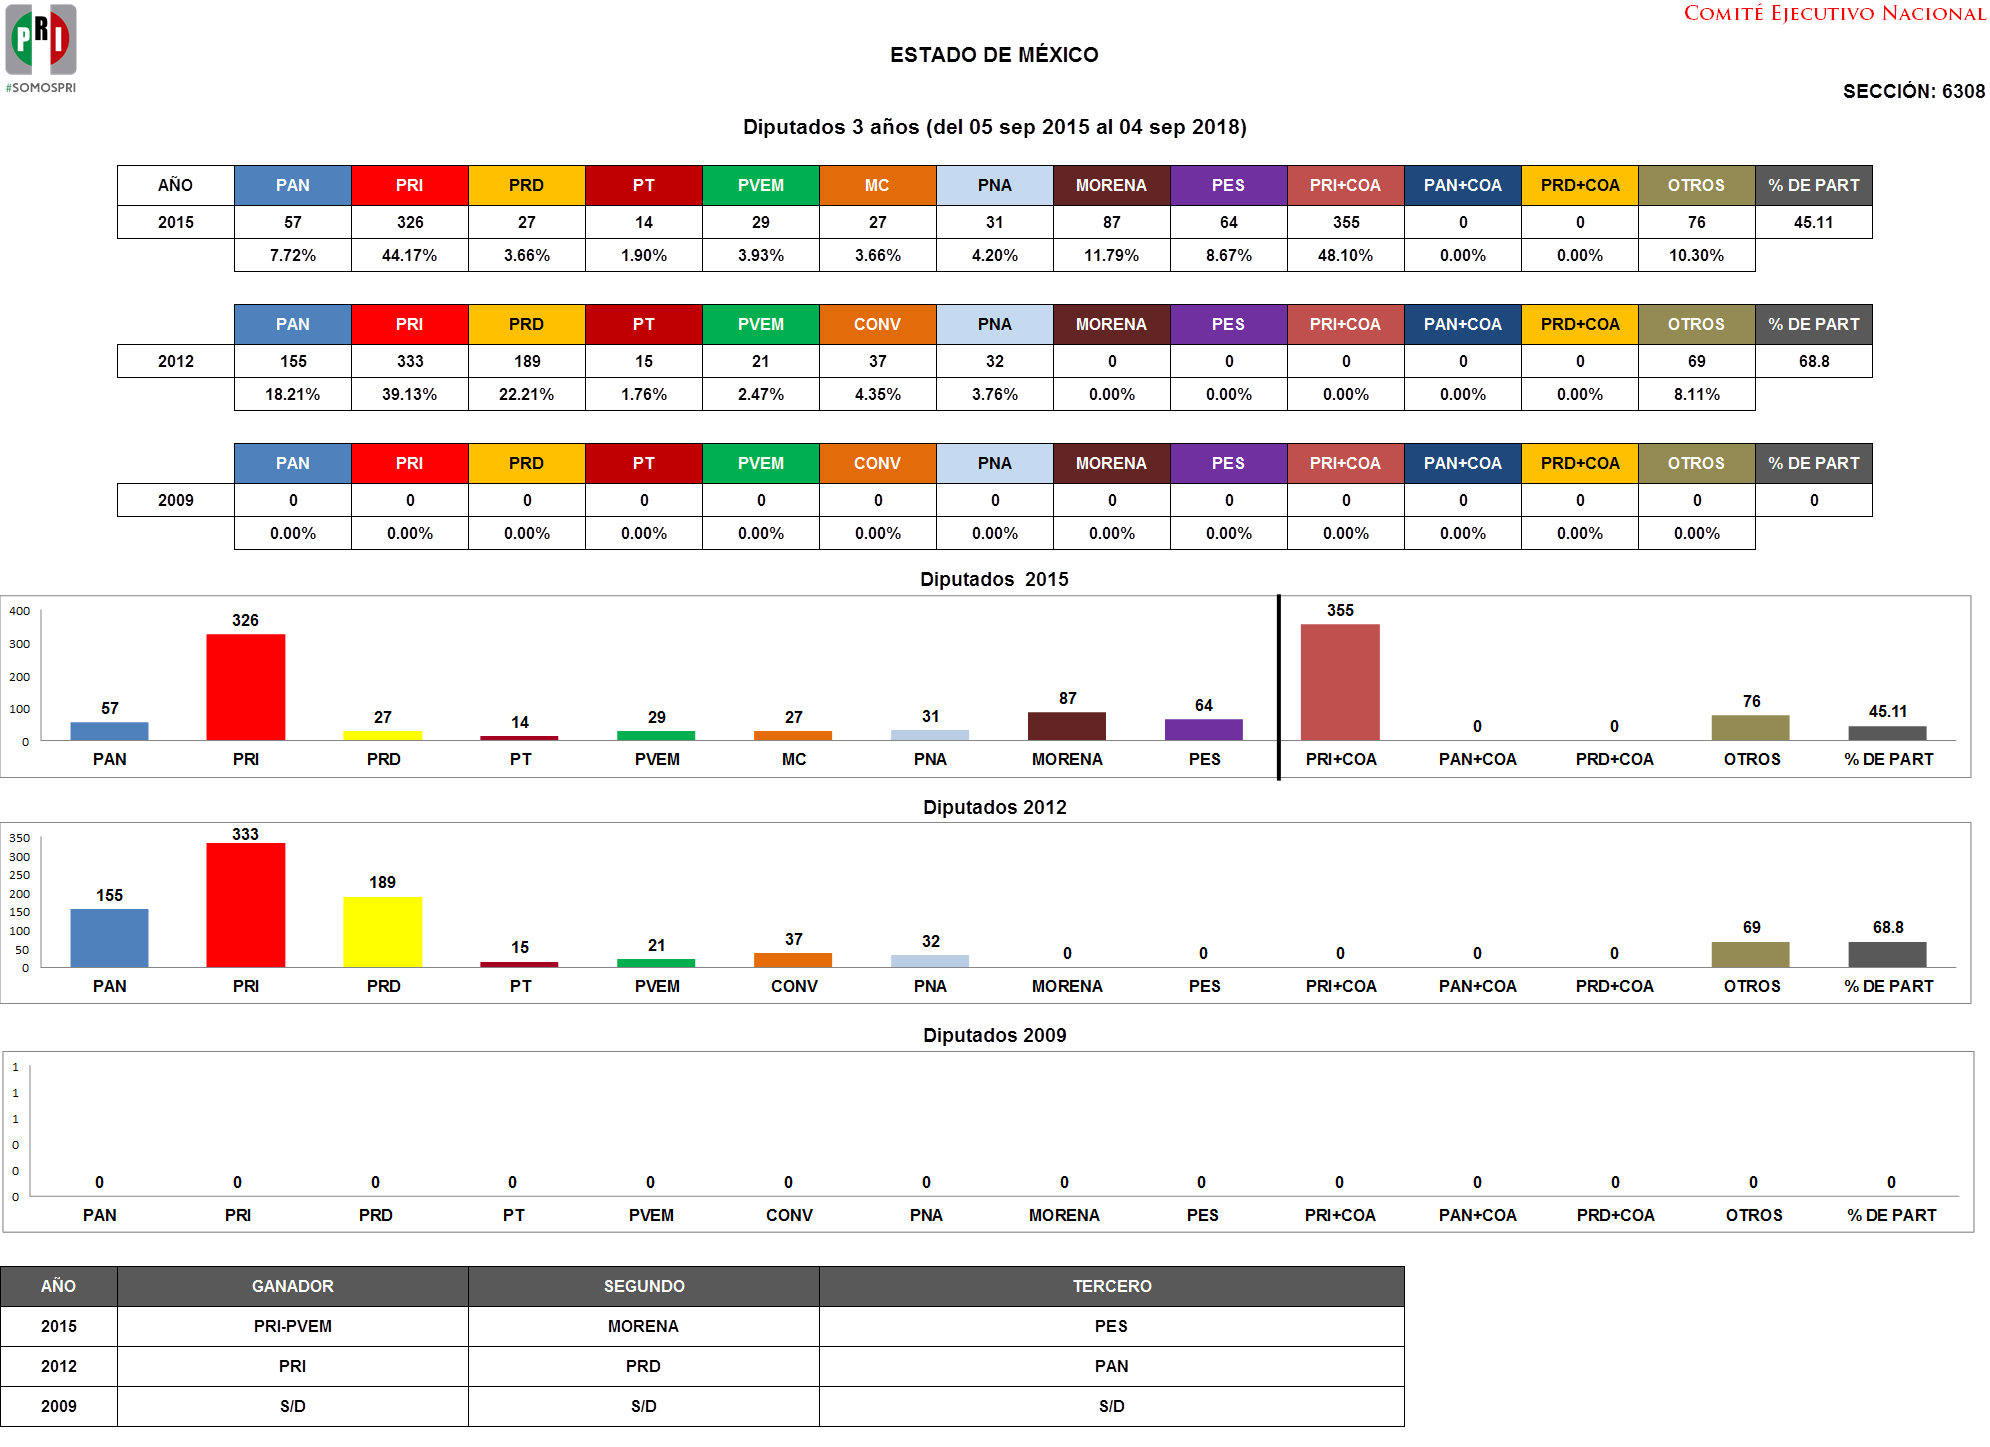 PRI
#SOMOSPRI
COMITÉ EJECUTIVO NACIONAL
ESTADO DE MÉXICO
SECCIÓN: 6308
Diputados 3 años (del 05 sep 2015 al 04 sep 2018)
AÑO PAN PRI PRD PT PVEM MC PNA MORENA PES PRI+COA PAN+COA PRD+COA OTROS % DE PART
2015 57 326 27 14 29 27 31 87 64 355 0 0 76 45.11
7.72% 44.17% 3.66% 1.90% 3.93% 3.66% 4.20% 11.79% 8.67% 48.10% 0.00% 0.00% 10.30%
PAN PRI PRD PT PVEM CONV PNA MORENA PES PRI+COA PAN+COA PRD+COA OTROS % DE PART
2012 155 333 189 15 21 37 32 0 0 0 0 0 69 68.8
18.21% 39.13% 22.21% 1.76% 2.47% 4.35% 3.76% 0.00% 0.00% 0.00% 0.00% 0.00% 8.11%
PAN PRI PRD PT PVEM CONV PNA MORENA PES PRI+COA PAN+COA PRD+COA OTROS % DE PART
2009 0 0 0 0 0 0 0 0 0 0 0 0 0 0
0.00% 0.00% 0.00% 0.00% 0.00% 0.00% 0.00% 0.00% 0.00% 0.00% 0.00% 0.00% 0.00%
Diputados 2015
400
300
200
100
0
57 326 27 14 29 27 31 87 64 355 0 0 76 45.11
PAN PRI PRD PT PVEM MC PNA MORENA PES PRI+COA PAN+COA PRD+COA OTROS % DE PART
Diputados 2012
350
300
250
200
150
100
50
0
155 333 189 15 21 37 32 0 0 0 0 0 69 68.8
PAN PRI PRD PT PVEM CONV PNA MORENA PES PRI+COA PAN+COA PRD+COA OTROS % DE PART
Diputados 2009
1
1
1
0
0
0
0 0 0 0 0 0 0 0 0 0 0 0 0 0
PAN PRI PRD PT PVEM CONV PNA MORENA PES PRI+COA PAN+COA PRD+COA OTROS % DE PART
AÑO GANADOR SEGUNDO TERCERO
2015 PRI-PVEM MORENA PES
2012 PRI PRD PAN
2009 S/D S/D S/D